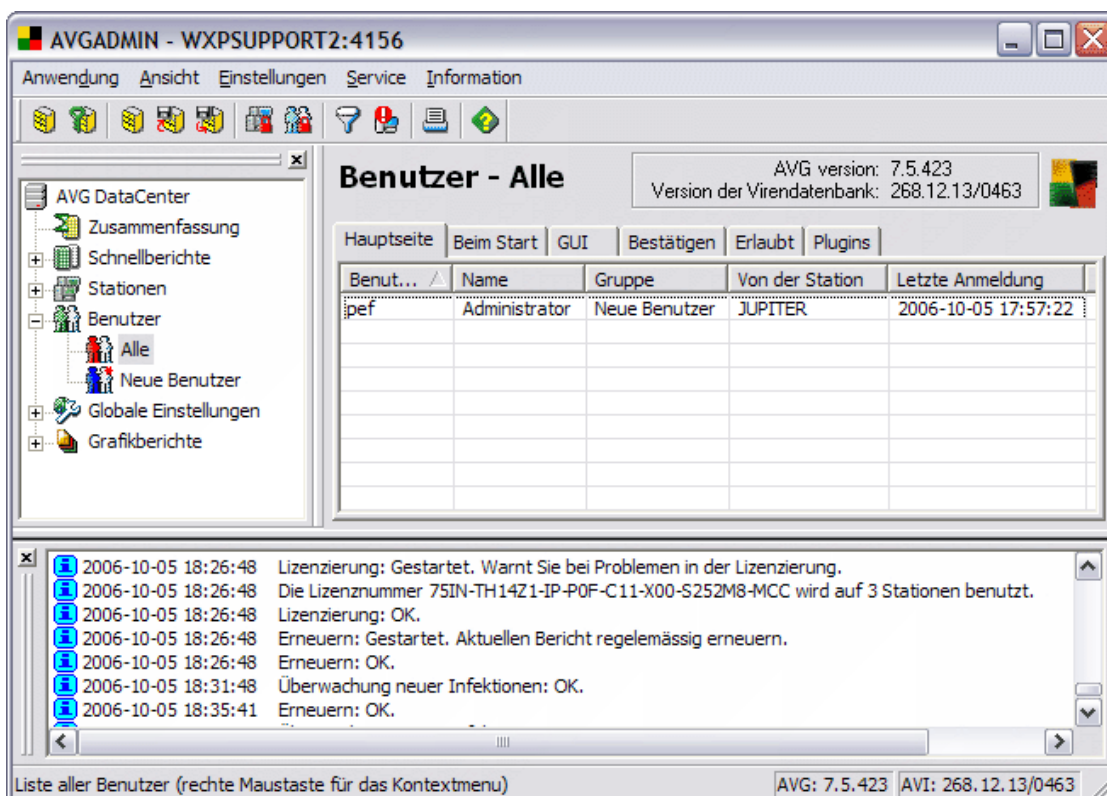 AVGADMIN - WXPSUPPORT2:4156
Anwendung Ansicht Einstellungen Service Information
AVG DataCenter
Zusammenfassung
Schnellberichte
Stationen
Benutzer
Alle
Neue Benutzer
Globale Einstellungen
Grafikberichte
Benutzer - Alle
AVG version: 7.5.423
Version der Virendatenbank: 268.12.13/0463
Hauptseite Beim Start GUI Bestätigen Erlaubt Plugins
Benut... Name Gruppe Von der Station Letzte Anmeldung
pef Administrator Neue Benutzer JUPITER 2006-10-05 17:57:22
2006-10-05 18:26:48 Lizenzierung: Gestartet. Warnt Sie bei Problemen in der Lizenzierung.
2006-10-05 18:26:48 Die Lizenznummer 75IN-TH14Z1-IP-P0F-C11-X00-S252M8-MCC wird auf 3 Stationen benutzt.
2006-10-05 18:26:48 Lizenzierung: OK.
2006-10-05 18:26:48 Erneuern: Gestartet. Aktuellen Bericht regelemässig erneuern.
2006-10-05 18:26:48 Erneuern: OK.
2006-10-05 18:31:48 Überwachung neuer Infektionen: OK.
2006-10-05 18:35:41 Erneuern: OK.
Liste aller Benutzer (rechte Maustaste für das Kontextmenu) AVG: 7.5.423 AVI: 268.12.13/0463